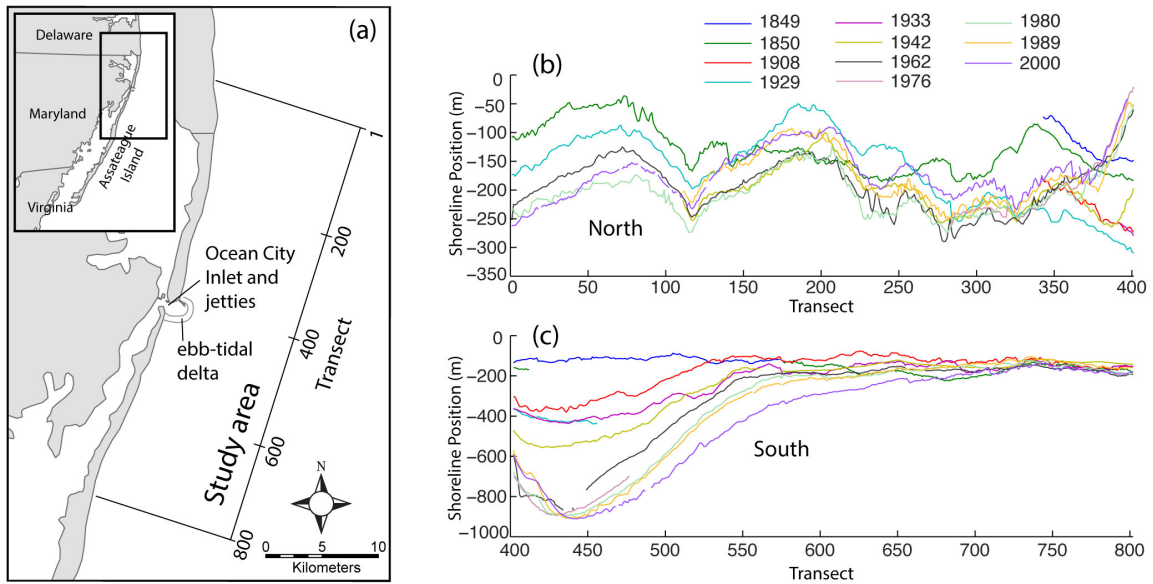 (a)
Delaware
Maryland
Assateague
Island
Virginia
1
200
400
600
800
Transect
Study area
Ocean City
Inlet and
jetties
ebb-tidal
delta
N
0 5 10
Kilometers
1849
1850
1908
1929
1933
1942
1962
1976
1980
1989
2000
(b)
Shoreline Position (m)
0
−50
−100
−150
−200
−250
−300
−350
North
0 50 100 150 200 250 300 350 400
Transect
(c)
Shoreline Position (m)
0
−200
−400
−600
−800
−1000
South
400 450 500 550 600 650 700 750 800
Transect